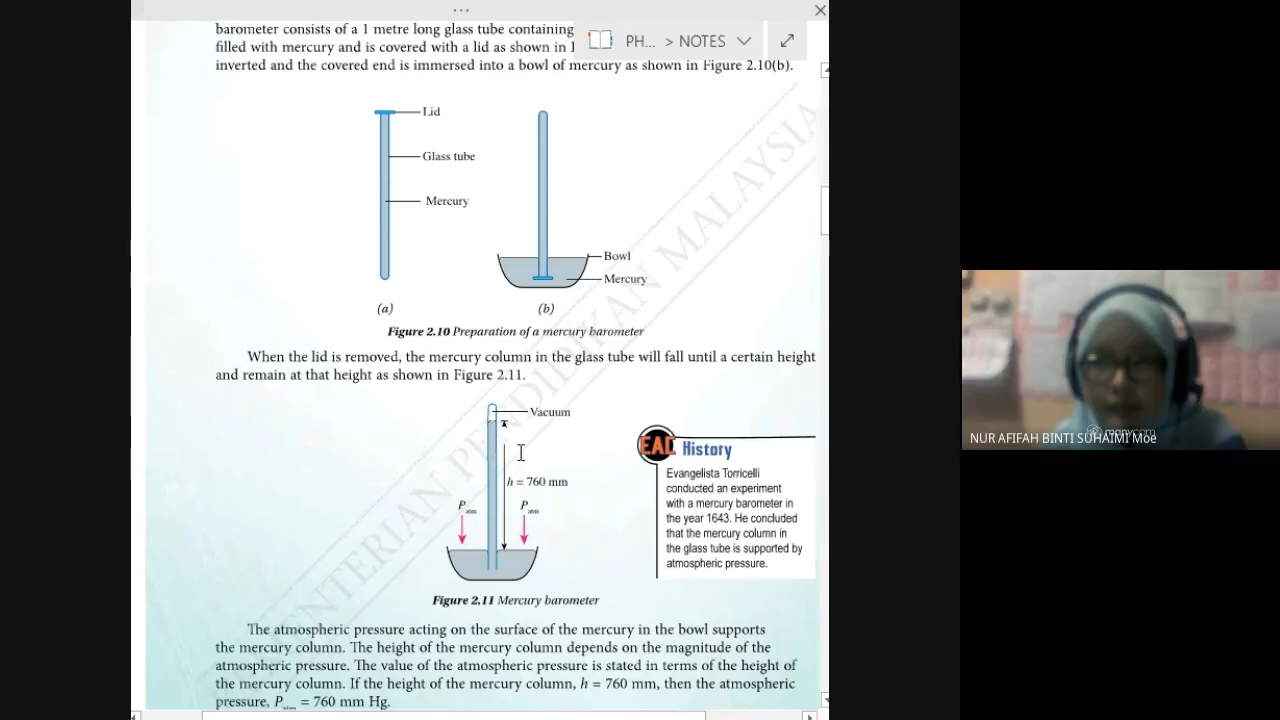 barometer consists of a 1 metre long glass tube containing
filled with mercury and is covered with a lid as shown in
inverted and the covered end is immersed into a bowl of mercury as shown in Figure 2.10(b).
PH... > NOTES
Lid
Glass tube
Mercury
Bowl
Mercury
(a)
(b)
Figure 2.10 Preparation of a mercury barometer
When the lid is removed, the mercury column in the glass tube will fall until a certain height
and remain at that height as shown in Figure 2.11.
Vacuum
h = 760 mm
P atm
P atm
Figure 2.11 Mercury barometer
EAC History
Evangelista Torricelli
conducted an experiment
with a mercury barometer in
the year 1643. He concluded
that the mercury column in
the glass tube is supported by
atmospheric pressure.
The atmospheric pressure acting on the surface of the mercury in the bowl supports
the mercury column. The height of the mercury column depends on the magnitude of the
atmospheric pressure. The value of the atmospheric pressure is stated in terms of the height of
the mercury column. If the height of the mercury column, h = 760 mm, then the atmospheric
pressure, P atm = 760 mm Hg.
ENTERIAN PENDIDIKAN MALAYSIA
manycam
NUR AFIFAH BINTI SUHAIMI Moe